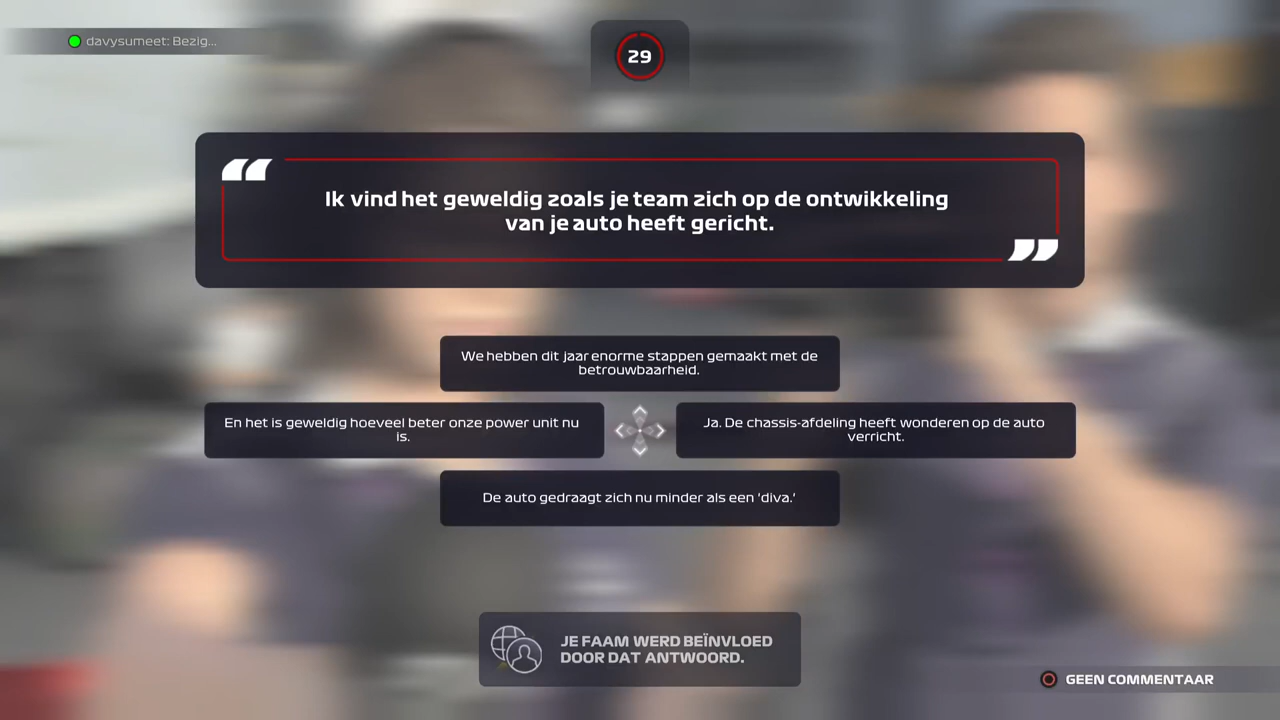 davysumeet: Bezig...
29
Ik vind het geweldig zoals je team zich op de ontwikkeling
van je auto heeft gericht.
We hebben dit jaar enorme stappen gemaakt met de
betrouwbaarheid.
En het is geweldig hoeveel beter onze power unit nu
is.
Ja. De chassis-afdeling heeft wonderen op de auto
verricht.
De auto gedraagt zich nu minder als een 'diva.'
JE FAAM WERD BEÏNVLOED
DOOR DAT ANTWOORD.
GEEN COMMENTAAR